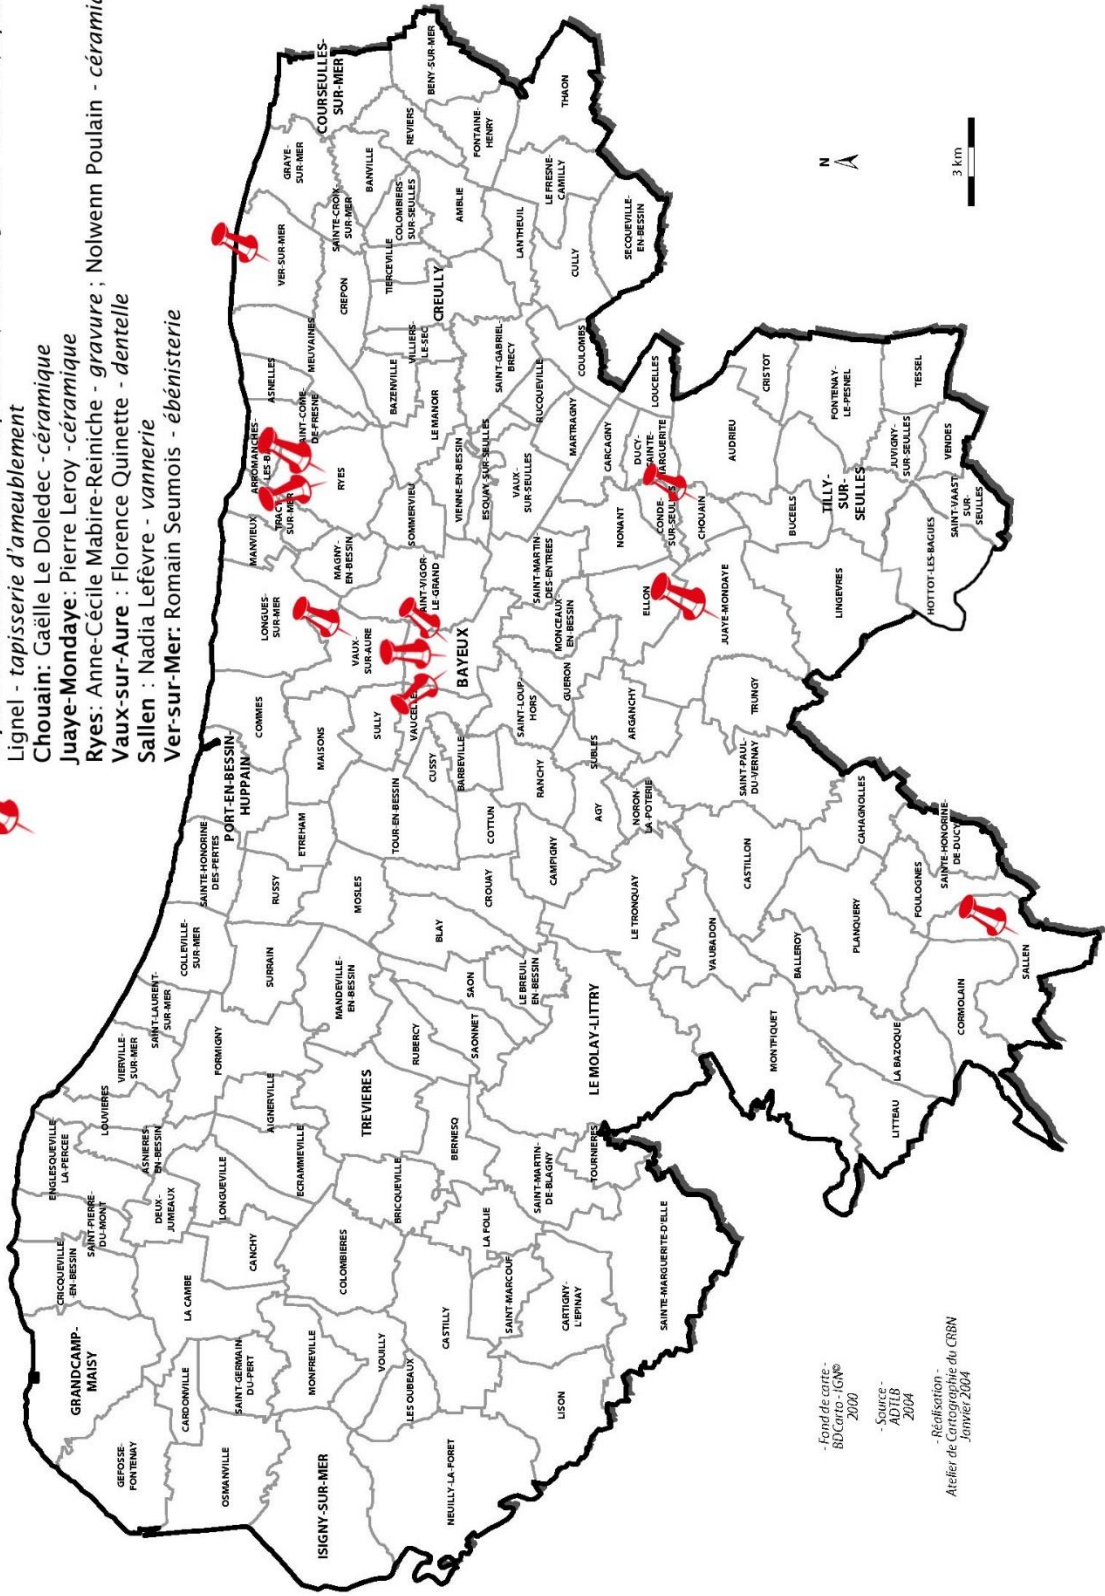 Lignel - tapisserie d'ameublement
Chouain: Gaëlle Le Doledec -céramique
Juaye-Mondaye: Pierre Leroy -céramique
Ryes: Anne-Cécile Mabire-Reiniche - gravure ; Nolwenn Poulain -
Vaux-sur-Aure : Florence Quinette - dentelle
Sallen : Nadia Lefèvre - vannerie
Ver-sur-Mer: Romain Seumois - ébénisterie
GEFOSSE-
FONTENAY
GRANDCAMP-
MAISY
CRICQUEVILLE
-EN-BESSIN
SAINT-PIERRE-
DU-MONT
ENGLESQUEVILLE
LA-PERCEE
LOUVIERES
VIERVILLE-
SUR-MER
SAINT-LAURENT-
SUR-MER
COLLEVILLE-
SUR-MER
SAINTE-HONORINE
DES-PERTES
PORT-EN-BESSIN
HUPPAIN
COMMES
LONGUES-
SUR-MER
MANVIEUX
TRACY
SUR-MER
ARROMANCHES-
SAINT-COME-
DE-FRESNE
ASNELLES
MEUVAINES
VER-SUR-MER
GRAYE-
SUR-MER
COURSEULLES-
SUR-MER
OSMANVILLE
CARDONVILLE
LA CAMBE
DEUX-
JUMEAUX
ASNIERES-
EN-BESSIN
SAINT-GERMAIN
DU-PERT
CANCHY
LONGUEVILLE
AIGNERVILLE
FORMIGNY
SURRAIN
RUSSY
ETREHAM
MAISONS
MAGNY-
EN-BESSIN
RYES
CREPON
SAINTE-CROIX-
SUR-MER
BANVILLE
REVIERS
BENY-SUR-MER
ISIGNY-SUR-MER
MONFREVILLE
COLOMBIERES
ECRAMMEVILLE
TREVIERES
MANDEVILLE-
EN-BESSIN
MOSLES
TOUR-EN-BESSIN
SULLY
VAUX-
SUR-AURE
SOMMERVIEU
BAZENVILLE
VILLIERS-
LE-SEC
TIERCEVILLE
COLOMBIERS-
SUR-SEULLES
VOUILLY
LES OUBEAUX
BRICQUEVILLE
RUBERCY
BLAY
CUSSY
VAUCELLES
SAINT-VIGOR
LE-GRAND
LE MANOIR
CREULLY
AMBLIE
FONTAINE-
HENRY
NEUILLY-LA-FORET
CASTILLY
BERNESQ
SAONNET
SAON
BARBEVILLE
BAYEUX
VIENNE-EN-BESSIN
ESQUAY-SUR-SEULLES
SAINT-GABRIEL-
BRECY
LANTHEUIL
THAON
LA FOLIE
CROUAY
COTTUN
RANCHY
SAINT-LOUP-
HORS
SAINT-MARTIN
DES-ENTREES
VAUX-
SUR-SEULLES
RUCQUEVILLE
LE FRESNE-
CAMILLY
SAINT-MARCOUF
SAINT-MARTIN-
DE-BLAGNY
LE BREUIL
EN-BESSIN
CAMPIGNY
GUERON
MONCEAUX
EN-BESSIN
MARTRAGNY
COULOMBS
CULLY
LISON
CARTIGNY-
L'EPINAY
TOURNIERES
LE MOLAY-LITTRY
AGY
SUBLES
ARGANCHY
NONANT
CARCAGNY
SECQUEVILLE-
EN-BESSIN
SAINTE-MARGUERITE-D'ELLE
LE TRONQUAY
NORON-
LA-POTERIE
ELLON
CONDE-
SUR-SEULLES
DUCY-
SAINTE-
MARGUERITE
LOUCELLES
VAUBADON
CASTILLON
SAINT-PAUL-
DU-VERNAY
TRUNGY
JUAYE-MONDAYE
CHOUAIN
AUDRIEU
CRISTOT
MONTFIQUET
BALLEROY
LINGEVRES
BUCEELS
TILLY-
SUR-
SEULLES
FONTENAY-
LE-PESNEL
PLANQUERY
CAHAGNOLLES
JUVIGNY-
SUR-SEULLES
TESSEL
LITTEAU
LA BAZOQUE
FOULOGNES
SAINTE-HONORINE-
DE-DUCY
HOTTOT-LES-BAGUES
SAINT-VAAST
SUR-
SEULLES
VENDES
CORMOLAIN
SALLEN
N
3 km
- Fond de carte -
BDCarto - IGN©
2000
- Source -
ADTLB
2004
- Réalisation -
Atelier de Cartographie du CRBN
Janvier 2004